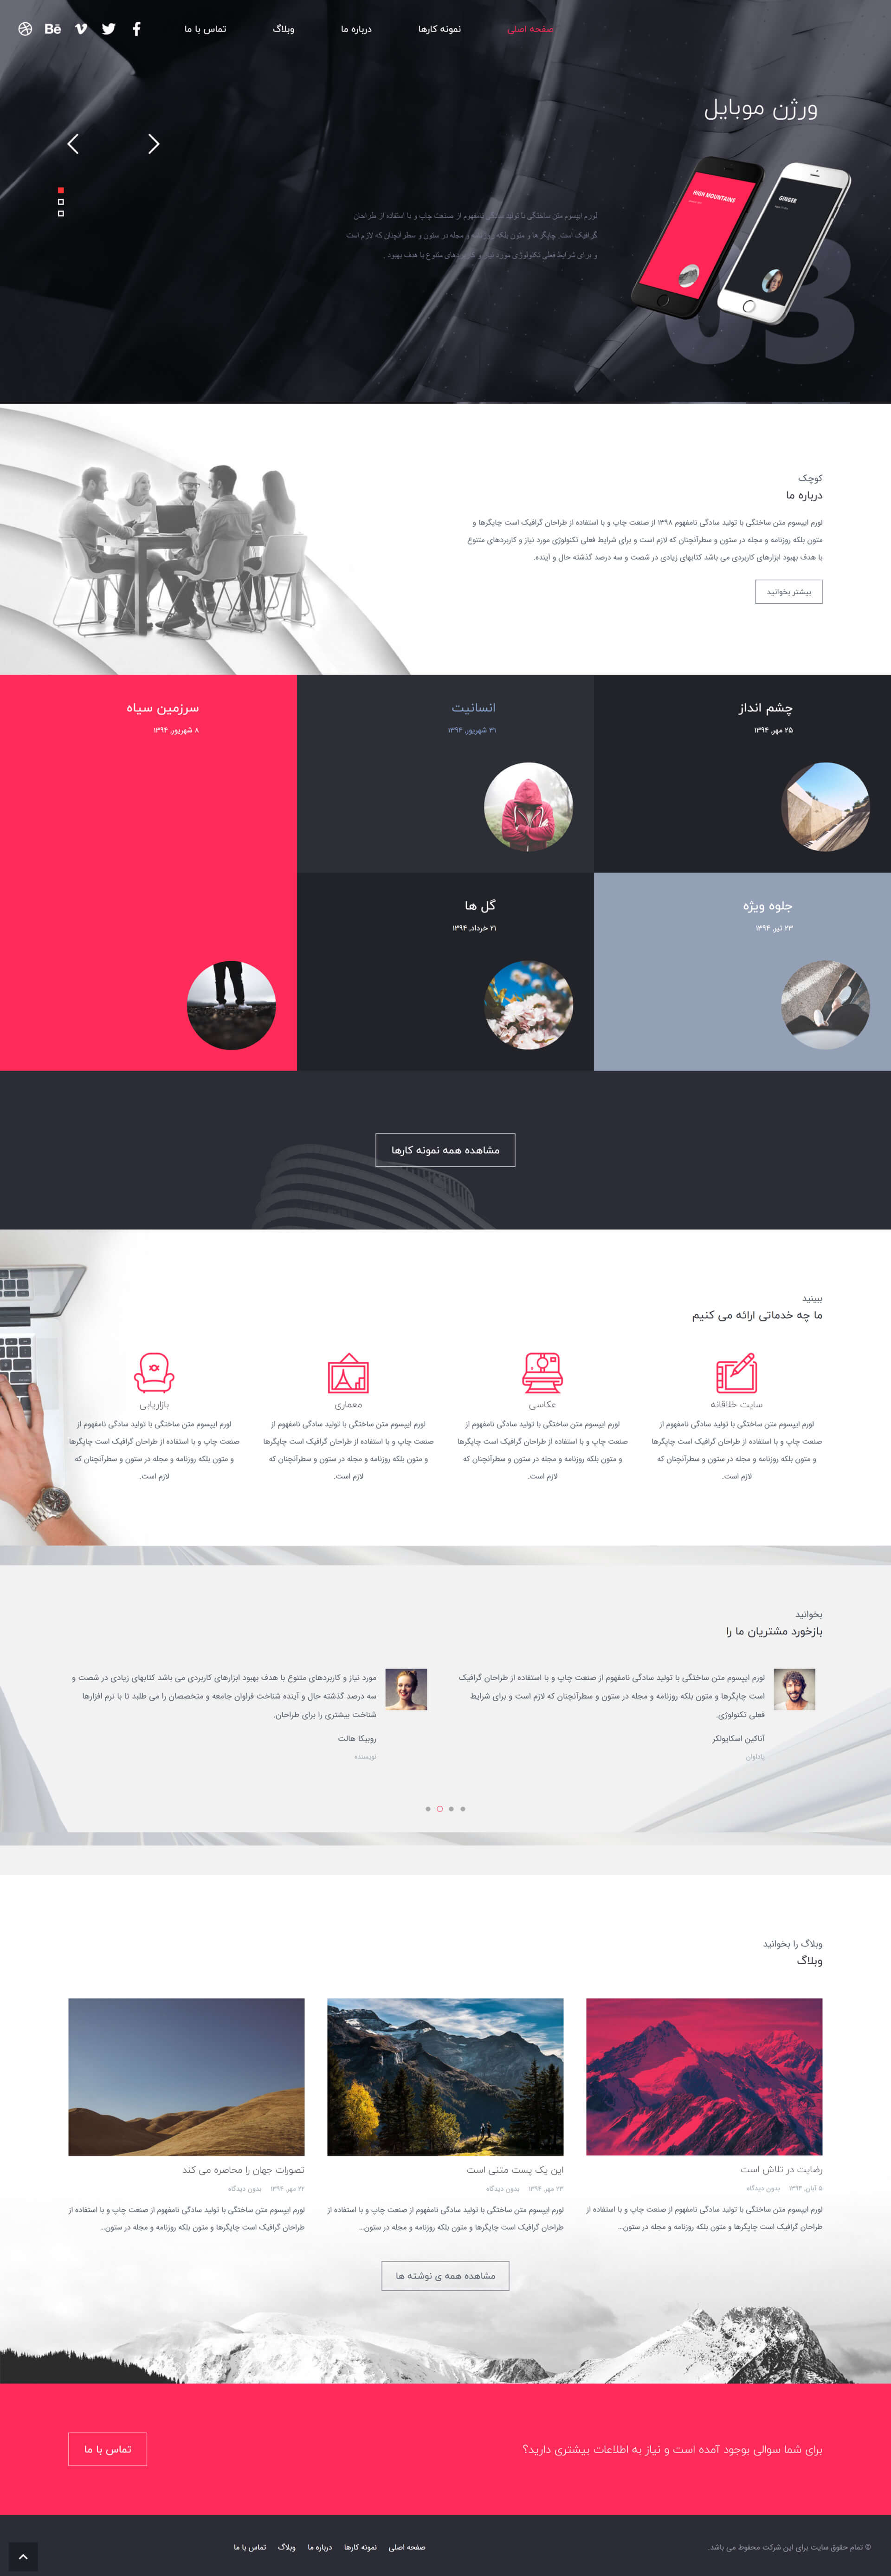 صفحه اصلی
نمونه کارها
درباره ما
وبلاگ
تماس با ما
Bē
ورژن موبایل
HIGH MOUNTAINS
GINGER
03
لورم ایپسوم متن ساختگی با تولید سادگی نامفهوم از صنعت چاپ و با استفاده از طراحان
گرافیک است. چاپگر ها و متون بلکه روزنامه و مجله در ستون و سطرآنچنان که لازم است
و برای شرایط فعلی تکنولوژی مورد نیاز و کاربردهای متنوع با هدف بهبود .
کوچک
درباره ما
لورم ایپسوم متن ساختگی با تولید سادگی نامفهوم ۱۳۹۸ از صنعت چاپ و با استفاده از طراحان گرافیک است چاپگرها و
متون بلکه روزنامه و مجله در ستون و سطرآنچنان که لازم است و برای شرایط فعلی تکنولوژی مورد نیاز و کاربردهای متنوع
با هدف بهبود ابزارهای کاربردی می باشد کتابهای زیادی در شصت و سه درصد گذشته حال و آینده.
بیشتر بخوانید
چشم انداز
۲۵ مهر, ۱۳۹۴
انسانیت
۳۱ شهریور, ۱۳۹۴
سرزمین سیاه
۸ شهریور, ۱۳۹۴
جلوه ویژه
۲۳ تیر, ۱۳۹۴
گل ها
۲۱ خرداد, ۱۳۹۴
مشاهده همه نمونه کارها
ببینید
ما چه خدماتی ارائه می کنیم
سایت خلاقانه
لورم ایپسوم متن ساختگی با تولید سادگی نامفهوم از
صنعت چاپ و با استفاده از طراحان گرافیک است چاپگرها
و متون بلکه روزنامه و مجله در ستون و سطرآنچنان که
لازم است.
عکاسی
لورم ایپسوم متن ساختگی با تولید سادگی نامفهوم از
صنعت چاپ و با استفاده از طراحان گرافیک است چاپگرها
و متون بلکه روزنامه و مجله در ستون و سطرآنچنان که
لازم است.
معماری
لورم ایپسوم متن ساختگی با تولید سادگی نامفهوم از
صنعت چاپ و با استفاده از طراحان گرافیک است چاپگرها
و متون بلکه روزنامه و مجله در ستون و سطرآنچنان که
لازم است.
بازاریابی
لورم ایپسوم متن ساختگی با تولید سادگی نامفهوم از
صنعت چاپ و با استفاده از طراحان گرافیک است چاپگرها
و متون بلکه روزنامه و مجله در ستون و سطرآنچنان که
لازم است.
بخوانید
بازخورد مشتریان ما را
لورم ایپسوم متن ساختگی با تولید سادگی نامفهوم از صنعت چاپ و با استفاده از طراحان گرافیک
است چاپگرها و متون بلکه روزنامه و مجله در ستون و سطرآنچنان که لازم است و برای شرایط
فعلی تکنولوژی.
آناکین اسکایولکر
پاداوان
مورد نیاز و کاربردهای متنوع با هدف بهبود ابزارهای کاربردی می باشد کتابهای زیادی در شصت و
سه درصد گذشته حال و آینده شناخت فراوان جامعه و متخصصان را می طلبد تا با نرم افزارها
شناخت بیشتری را برای طراحان.
روبیکا هالت
نویسنده
وبلاگ را بخوانید
وبلاگ
رضایت در تلاش است
۵ آبان, ۱۳۹۴ بدون دیدگاه
لورم ایپسوم متن ساختگی با تولید سادگی نامفهوم از صنعت چاپ و با استفاده از
طراحان گرافیک است چاپگرها و متون بلکه روزنامه و مجله در ستون...
این یک پست متنی است
۲۳ مهر, ۱۳۹۴ بدون دیدگاه
لورم ایپسوم متن ساختگی با تولید سادگی نامفهوم از صنعت چاپ و با استفاده از
طراحان گرافیک است چاپگرها و متون بلکه روزنامه و مجله در ستون...
تصورات جهان را محاصره می کند
۲۲ مهر, ۱۳۹۴ بدون دیدگاه
لورم ایپسوم متن ساختگی با تولید سادگی نامفهوم از صنعت چاپ و با استفاده از
طراحان گرافیک است چاپگرها و متون بلکه روزنامه و مجله در ستون...
مشاهده همه ی نوشته ها
برای شما سوالی بوجود آمده است و نیاز به اطلاعات بیشتری دارید؟
تماس با ما
© تمام حقوق سایت برای این شرکت محفوظ می باشد.
صفحه اصلی
نمونه کارها
درباره ما
وبلاگ
تماس با ما